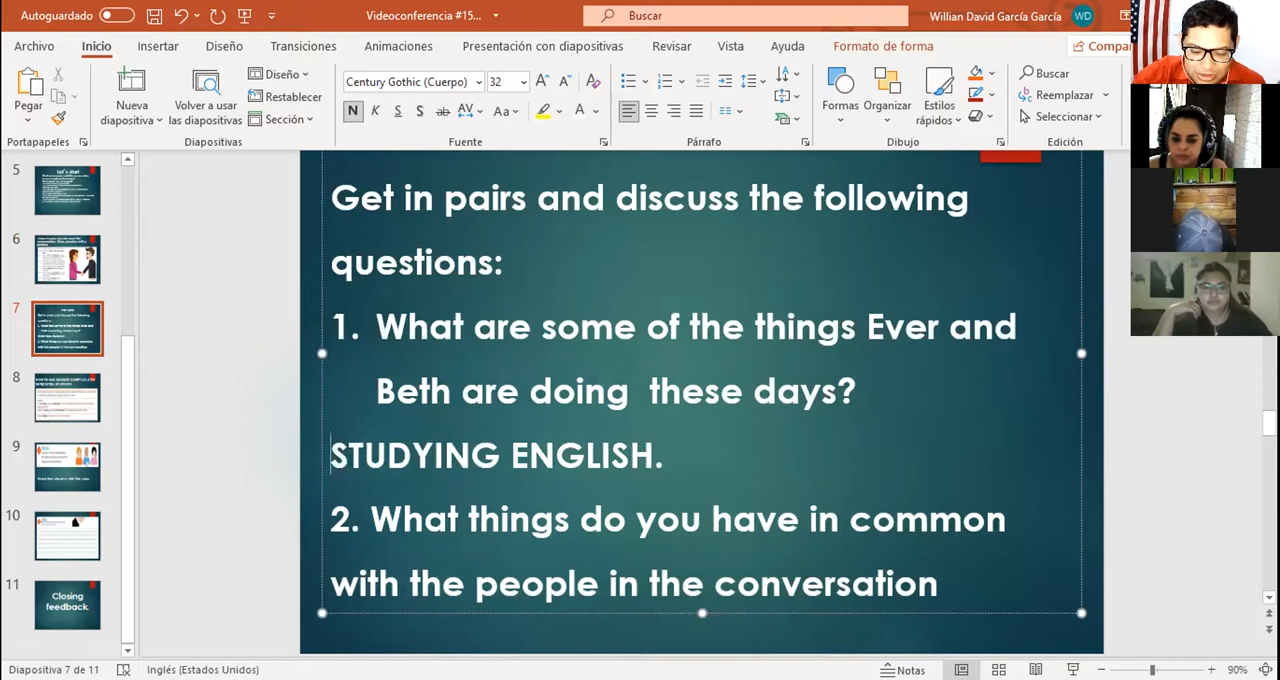 Autoguardado
Videoconferencia #15...
Buscar
Willian David García García
WD
Archivo
Inicio
Insertar
Diseño
Transiciones
Animaciones
Presentación con diapositivas
Revisar
Vista
Ayuda
Formato de forma
Compar
Pegar
Nueva
diapositiva
Volver a usar
las diapositivas
Diseño
Restablecer
Sección
Century Gothic (Cuerpo)
32
N K S S ab AV Aa A
Formas
Organizar
Estilos
rápidos
Buscar
Reemplazar
Seleccionar
Portapapeles
Diapositivas
Fuente
Párrafo
Dibujo
Edición
5
Let's start
6
7
8
9
10
11
Closing
feedback
Get in pairs and discuss the following
questions:
1. What are some of the things Ever and
Beth are doing these days?
STUDYING ENGLISH.
2. What things do you have in common
with the people in the conversation
Diapositiva 7 de 11
Inglés (Estados Unidos)
Notas
90%